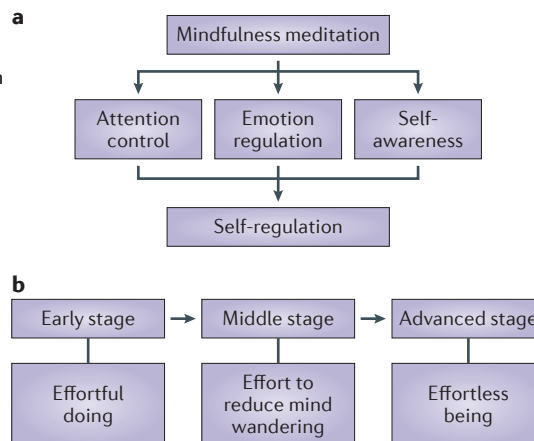 a
Mindfulness meditation
n
Attention
control
Emotion
regulation
Self-
awareness
Self-regulation
b
Early stage
Middle stage
Advanced stage
Effortful
doing
Effort to
reduce mind
wandering
Effortless
being